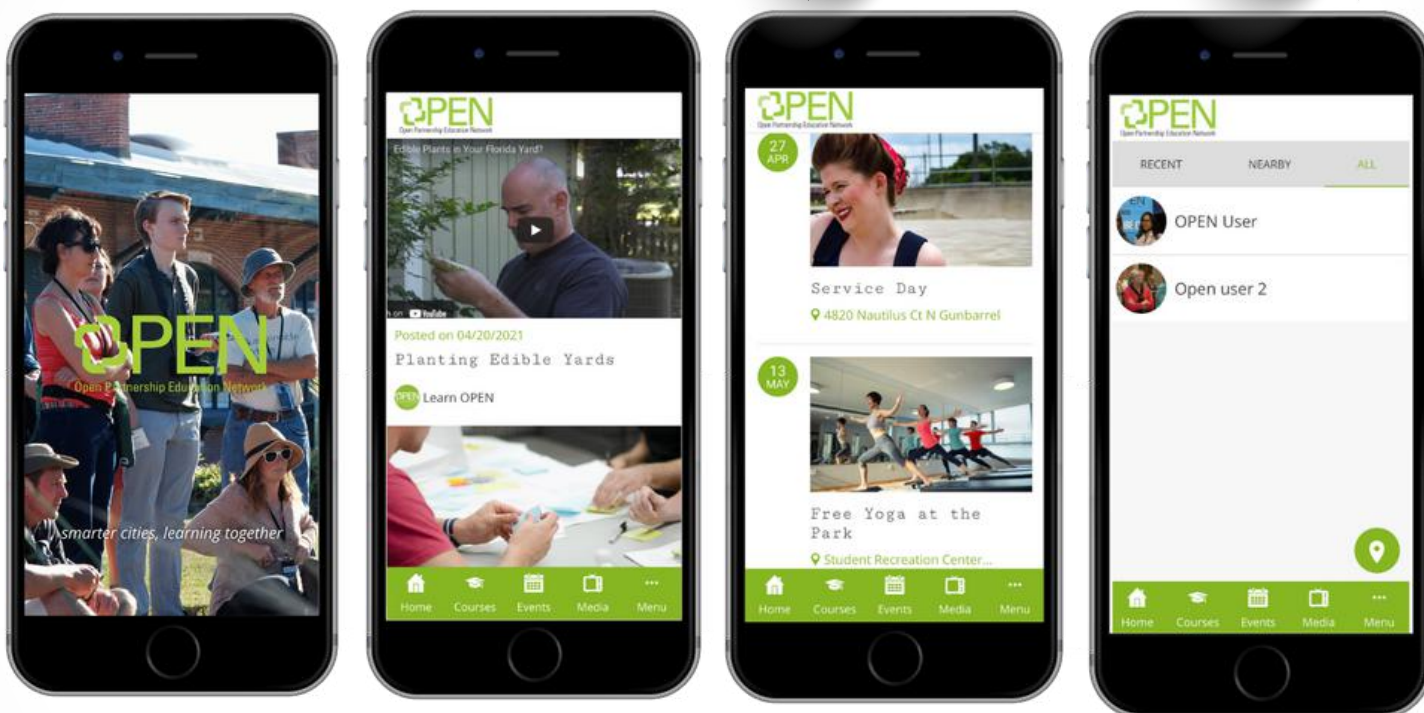 OPEN
Open Partnership Education Network
smarter cities, learning together
OPEN
Open Partnership Education Network
Edible Plants in Your Florida Yard?
on YouTube
Posted on 04/20/2021
Planting Edible Yards
OPEN Learn OPEN
Home Courses Events Media Menu
OPEN
Open Partnership Education Network
27
APR
Service Day
4820 Nautilus Ct N Gunbarrel
13
MAY
Free Yoga at the
Park
Student Recreation Center...
Home Courses Events Media Menu
OPEN
Open Partnership Education Network
RECENT NEARBY ALL
EN
OPEN User
Open user 2
Home Courses Events Media Menu